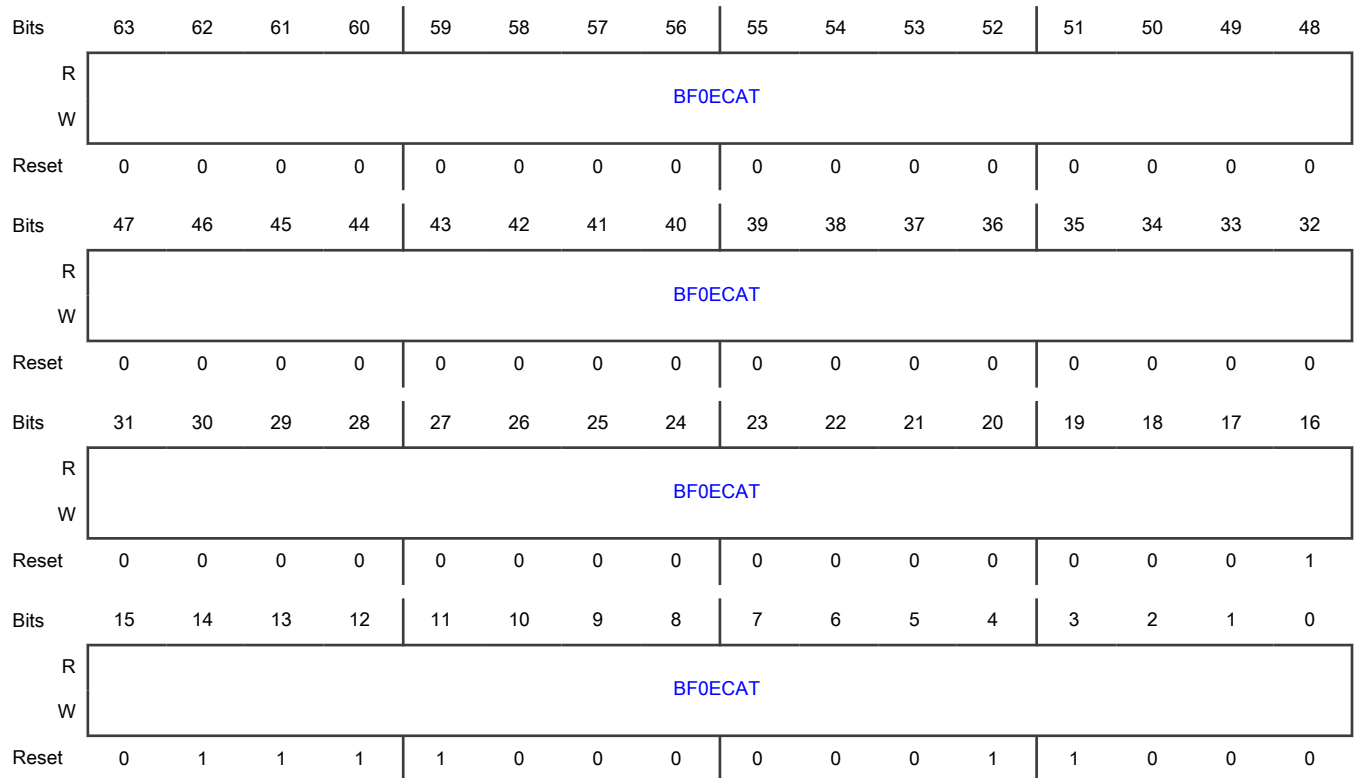 Bits 63 62 61 60 59 58 57 56 55 54 53 52 51 50 49 48
R
BF0ECAT
W
Reset 0 0 0 0 0 0 0 0 0 0 0 0 0 0 0 0
Bits 47 46 45 44 43 42 41 40 39 38 37 36 35 34 33 32
R
BF0ECAT
W
Reset 0 0 0 0 0 0 0 0 0 0 0 0 0 0 0 0
Bits 31 30 29 28 27 26 25 24 23 22 21 20 19 18 17 16
R
BF0ECAT
W
Reset 0 0 0 0 0 0 0 0 0 0 0 0 0 0 0 1
Bits 15 14 13 12 11 10 9 8 7 6 5 4 3 2 1 0
R
BF0ECAT
W
Reset 0 1 1 1 1 0 0 0 0 0 0 1 1 0 0 0